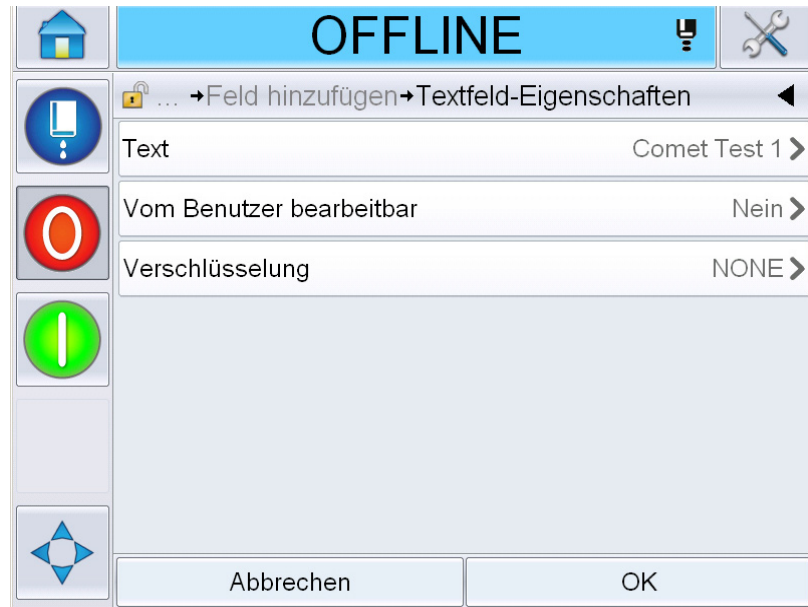 OFFLINE
... →Feld hinzufügen→Textfeld-Eigenschaften
Text Comet Test 1
Vom Benutzer bearbeitbar Nein
Verschlüsselung NONE
Abbrechen OK